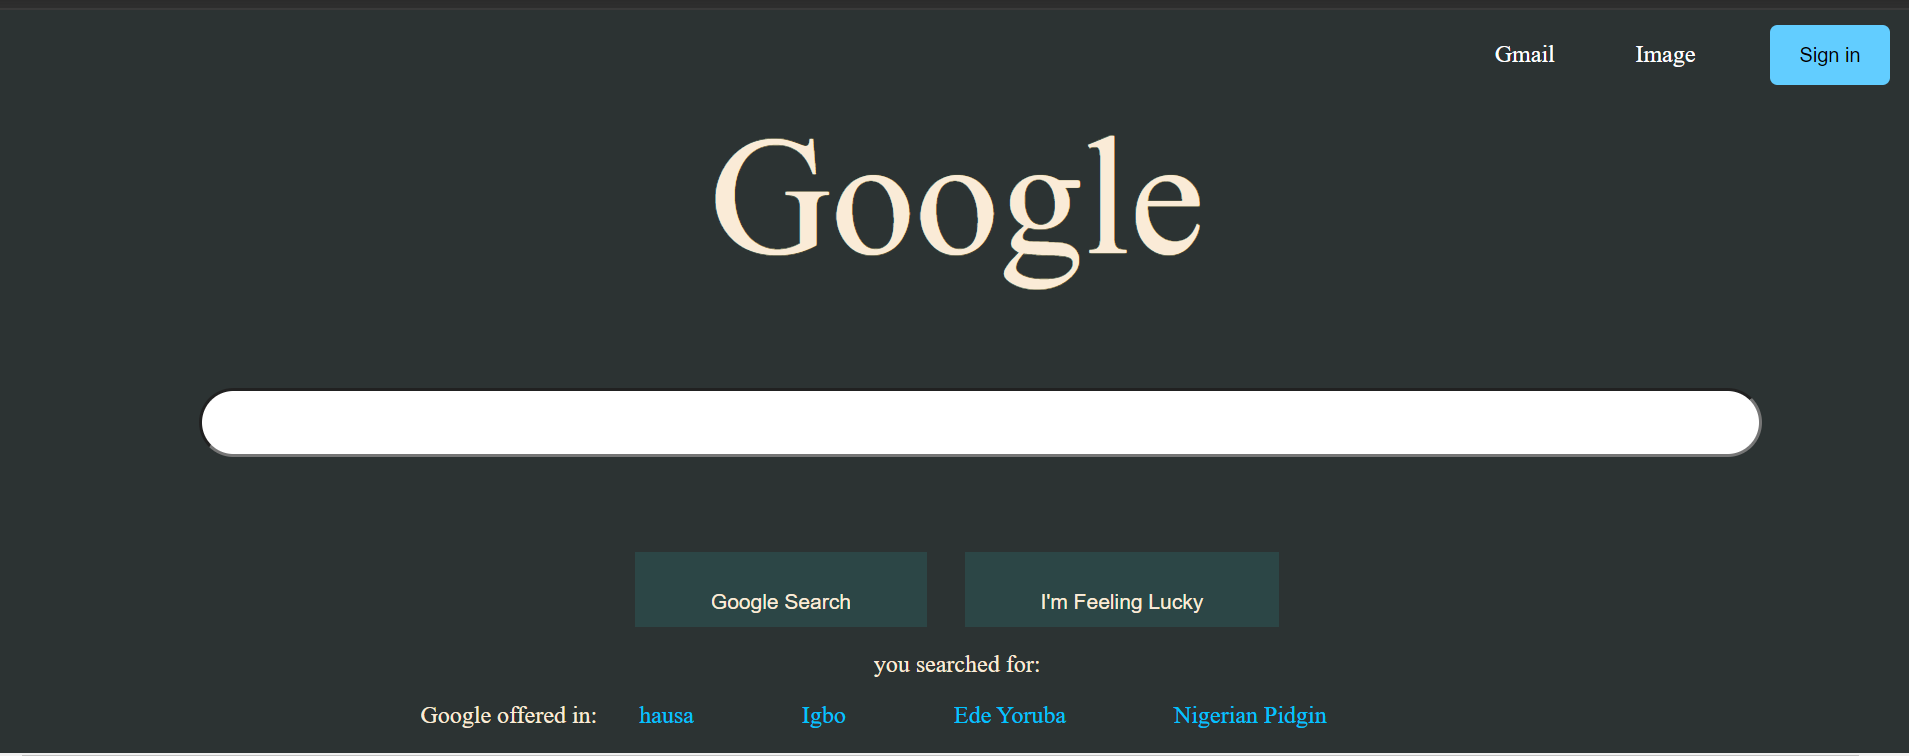 Gmail Image Sign in
Google
Google Search I'm Feeling Lucky
you searched for:
Google offered in: hausa Igbo Ede Yoruba Nigerian Pidgin